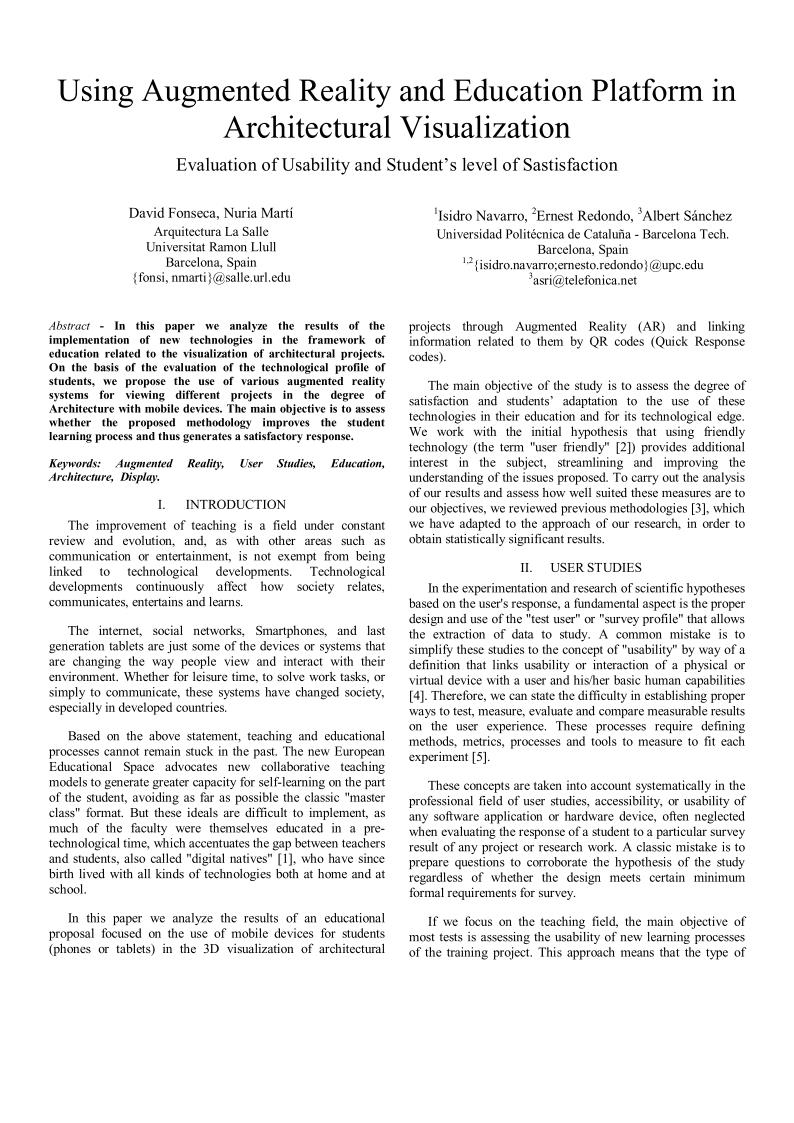 Using Augmented Reality and Education Platform in
Architectural Visualization
Evaluation of Usability and Student's level of Sastisfaction
David Fonseca, Nuria Martí
Arquitectura La Salle
Universitat Ramon Llull
Barcelona, Spain
{fonsi, nmarti}@salle.url.edu
1Isidro Navarro, 2Ernest Redondo, 3Albert Sánchez
Universidad Politécnica de Cataluña - Barcelona Tech.
Barcelona, Spain
1,2{isidro.navarro;ernesto.redondo}@upc.edu
3asri@telefonica.net
Abstract - In this paper we analyze the results of the
implementation of new technologies in the framework of
education related to the visualization of architectural projects.
On the basis of the evaluation of the technological profile of
students, we propose the use of various augmented reality
systems for viewing different projects in the degree of
Architecture with mobile devices. The main objective is to assess
whether the proposed methodology improves the student
learning process and thus generates a satisfactory response.
Keywords: Augmented Reality, User Studies, Education,
Architecture, Display.
I. INTRODUCTION
The improvement of teaching is a field under constant
review and evolution, and, as with other areas such as
communication or entertainment, is not exempt from being
linked to technological developments. Technological
developments continuously affect how society relates,
communicates, entertains and learns.
The internet, social networks, Smartphones, and last
generation tablets are just some of the devices or systems that
are changing the way people view and interact with their
environment. Whether for leisure time, to solve work tasks, or
simply to communicate, these systems have changed society,
especially in developed countries.
Based on the above statement, teaching and educational
processes cannot remain stuck in the past. The new European
Educational Space advocates new collaborative teaching
models to generate greater capacity for self-learning on the part
of the student, avoiding as far as possible the classic "master
class" format. But these ideals are difficult to implement, as
much of the faculty were themselves educated in a pre-
technological time, which accentuates the gap between teachers
and students, also called "digital natives" [1], who have since
birth lived with all kinds of technologies both at home and at
school.
In this paper we analyze the results of an educational
proposal focused on the use of mobile devices for students
(phones or tablets) in the 3D visualization of architectural
projects through Augmented Reality (AR) and linking
information related to them by QR codes (Quick Response
codes).
The main objective of the study is to assess the degree of
satisfaction and students' adaptation to the use of these
technologies in their education and for its technological edge.
We work with the initial hypothesis that using friendly
technology (the term "user friendly" [2]) provides additional
interest in the subject, streamlining and improving the
understanding of the issues proposed. To carry out the analysis
of our results and assess how well suited these measures are to
our objectives, we reviewed previous methodologies [3], which
we have adapted to the approach of our research, in order to
obtain statistically significant results.
II. USER STUDIES
In the experimentation and research of scientific hypotheses
based on the user's response, a fundamental aspect is the proper
design and use of the "test user" or "survey profile" that allows
the extraction of data to study. A common mistake is to
simplify these studies to the concept of "usability" by way of a
definition that links usability or interaction of a physical or
virtual device with a user and his/her basic human capabilities
[4]. Therefore, we can state the difficulty in establishing proper
ways to test, measure, evaluate and compare measurable results
on the user experience. These processes require defining
methods, metrics, processes and tools to measure to fit each
experiment [5].
These concepts are taken into account systematically in the
professional field of user studies, accessibility, or usability of
any software application or hardware device, often neglected
when evaluating the response of a student to a particular survey
result of any project or research work. A classic mistake is to
prepare questions to corroborate the hypothesis of the study
regardless of whether the design meets certain minimum
formal requirements for survey.
If we focus on the teaching field, the main objective of
most tests is assessing the usability of new learning processes
of the training project. This approach means that the type of